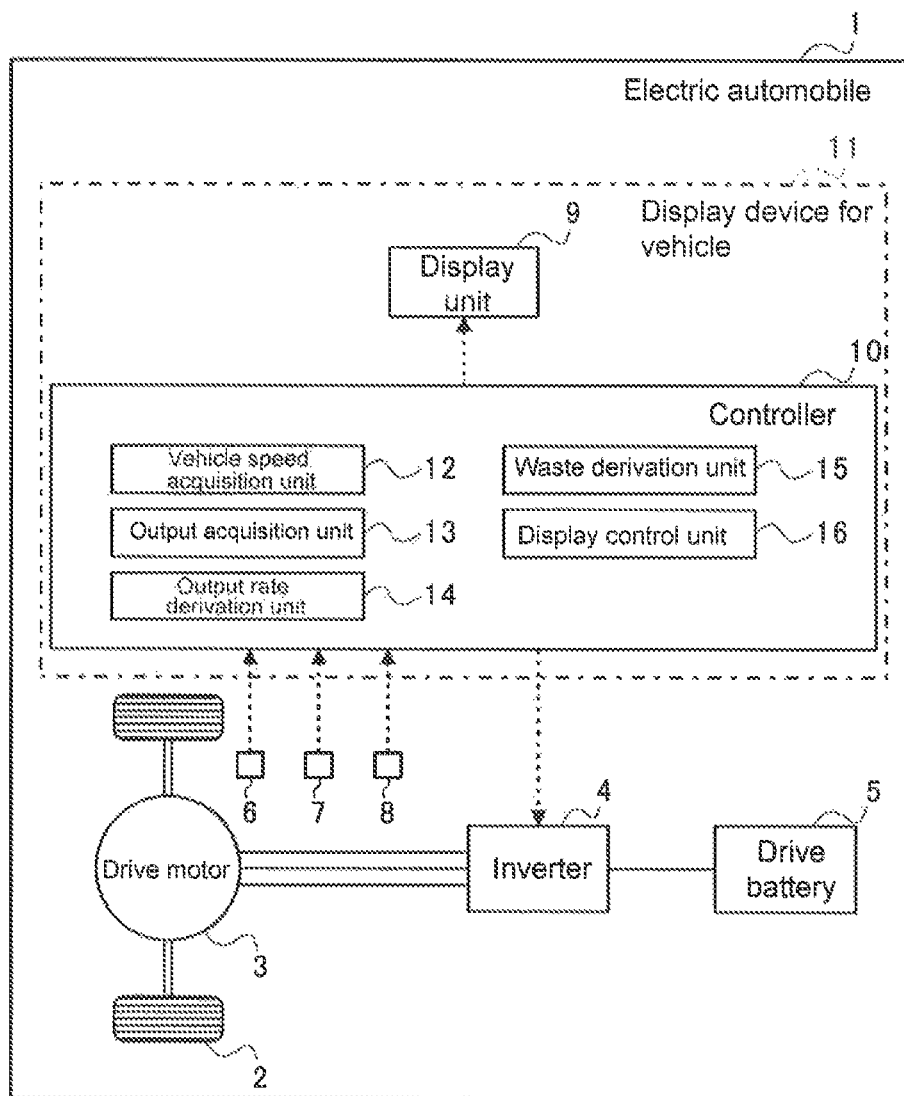 1
Electric automobile
11
Display device for
vehicle
9
Display
unit
10
Controller
Vehicle speed
acquisition unit
12
Waste derivation unit
15
Output acquisition unit
13
Display control unit
16
Output rate
derivation unit
14
6
7
8
4
5
Drive motor
Inverter
Drive
battery
3
2